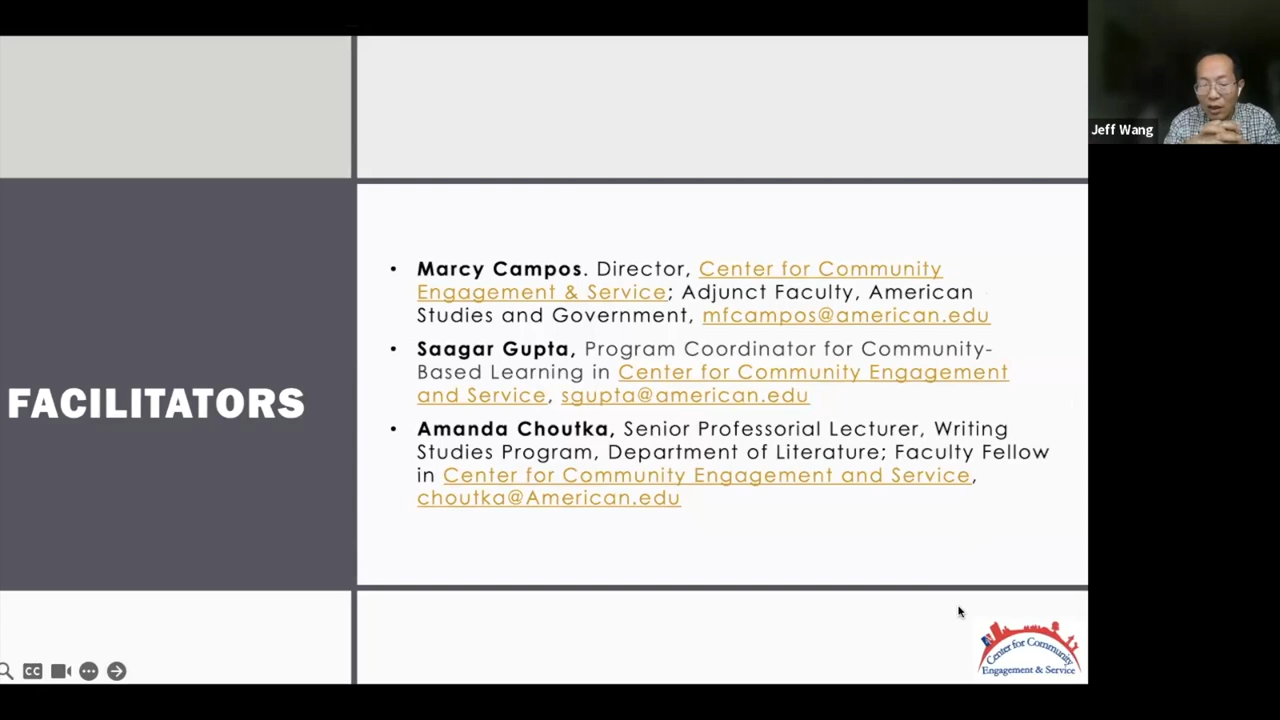 Jeff Wang
FACILITATORS
• Marcy Campos. Director, Center for Community
Engagement & Service; Adjunct Faculty, American
Studies and Government, mfcampos@american.edu
• Saagar Gupta, Program Coordinator for Community-
Based Learning in Center for Community Engagement
and Service, sgupta@american.edu
• Amanda Choutka, Senior Professorial Lecturer, Writing
Studies Program, Department of Literature; Faculty Fellow
in Center for Community Engagement and Service,
choutka@American.edu
Center for Community
Engagement & Service
CC